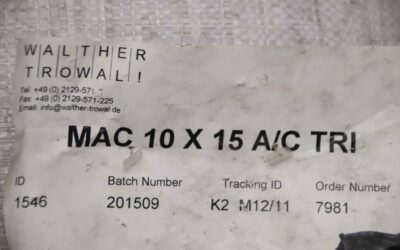 WALTHER
TROWAL!
Tel: +49 (0) 2129-571
Fax: +49 (0) 2129-571-225
Email: info@walther-trowal.de
MAC 10 X 15 A/C TRI
ID Batch Number Tracking ID Order Number
1546 201509 K2 M12/11 7981